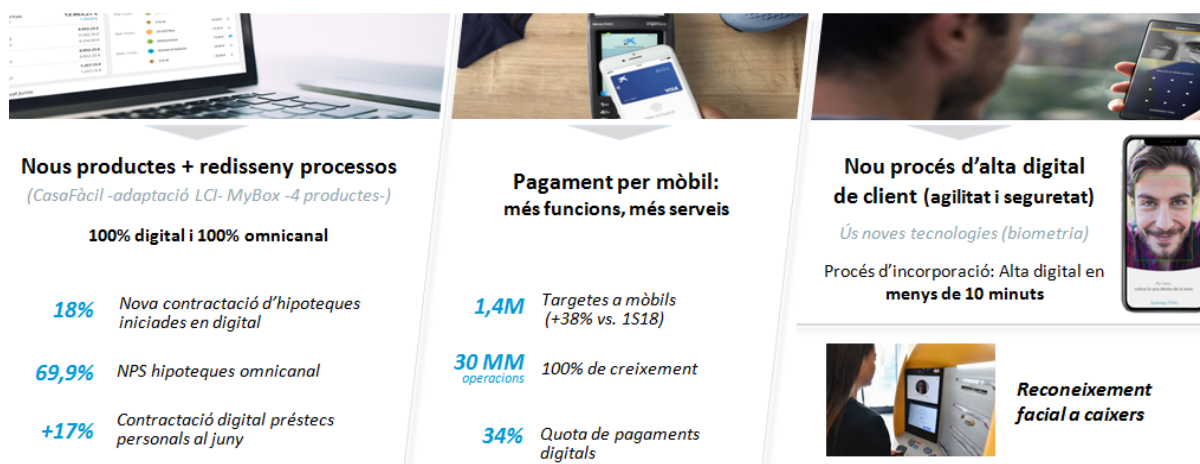 Nous productes + redisseny processos
(CasaFàcil -adaptació LCI- MyBox -4 productes-)
100% digital i 100% omnicanal
18%
Nova contractació d'hipoteques
iniciades en digital
69,9%
NPS hipoteques omnicanal
+17%
Contractació digital préstecs
personals al juny
VISA
Pagament per mòbil:
més funcions, més serveis
1,4M
Targetes a mòbils
(+38% vs. 1S18)
30 MM
operacions
100% de creixement
34%
Quota de pagaments
digitals
Nou procés d'alta digital
de client (agilitat i seguretat)
Ús noves tecnologies (biometria)
Procés d'incorporació: Alta digital en
menys de 10 minuts
Reconeixement
facial a caixers